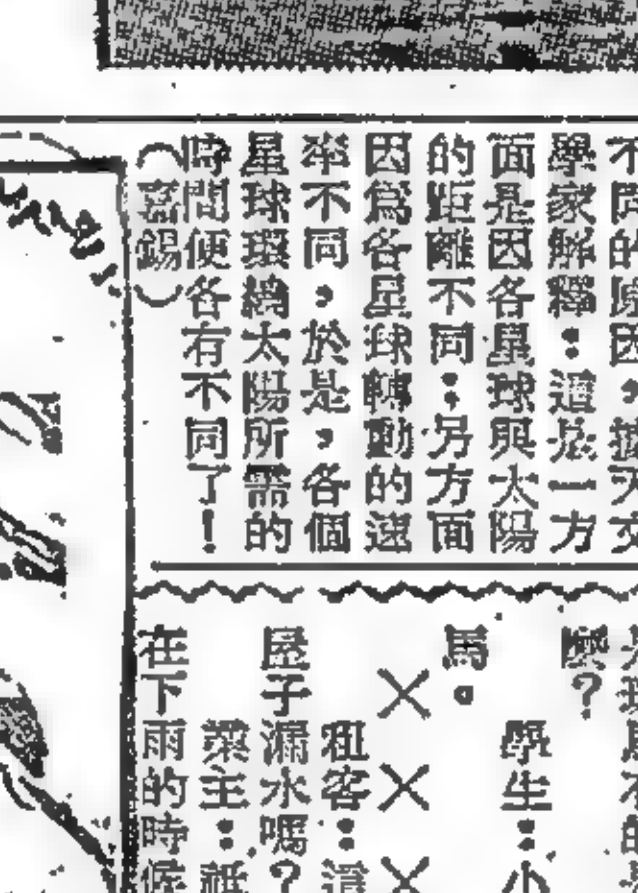 不同的原因，據天文
學家解釋：這是一方
面是因各星球與太陽
的距離不同；另方面
因爲各星球轉動的速
率不同，於是，各個
星球環繞太陽所需的
時間便各有不同了！
（嘉錫）
麼？
學生：小
馬。
×××
租客：這
屋子漏水嗎？
業主：祗
在下雨的時候